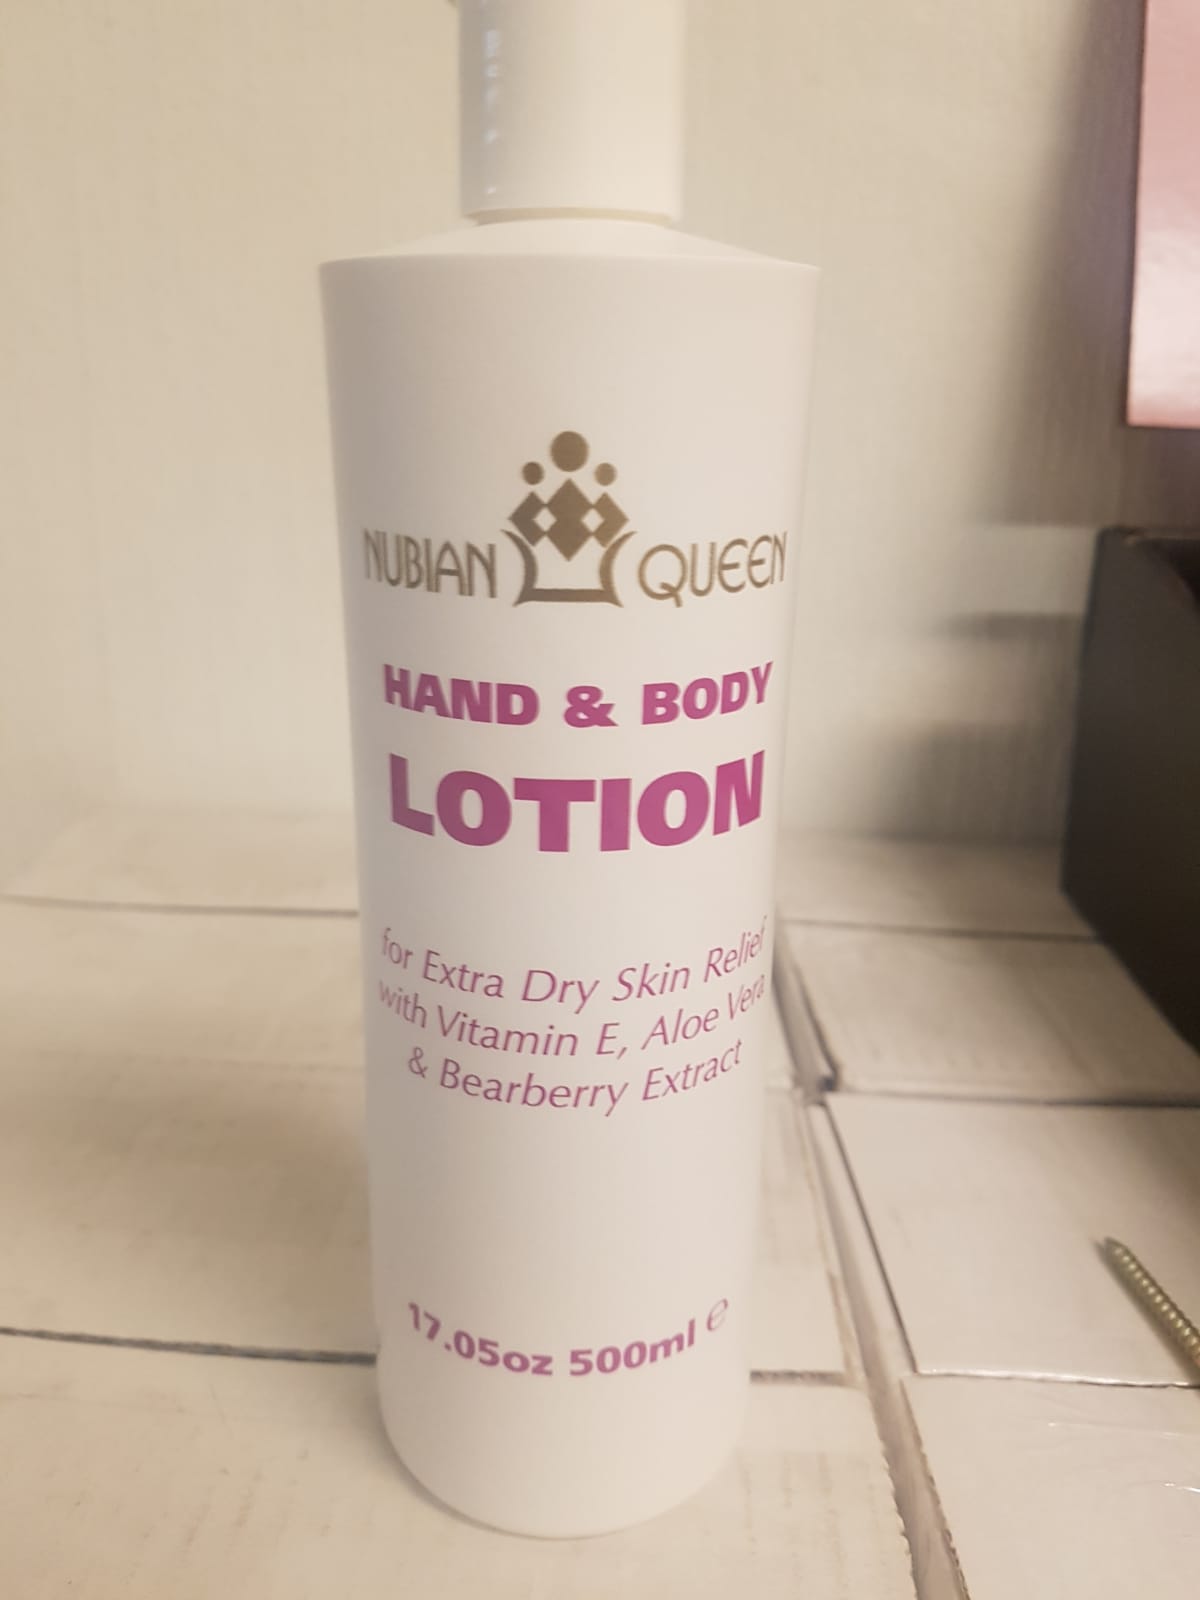 NUBIAN QUEEN
HAND & BODY
LOTION
for Extra Dry Skin Relief
with Vitamin E, Aloe Vera
& Bearberry Extract
17.05oz 500ml ℮